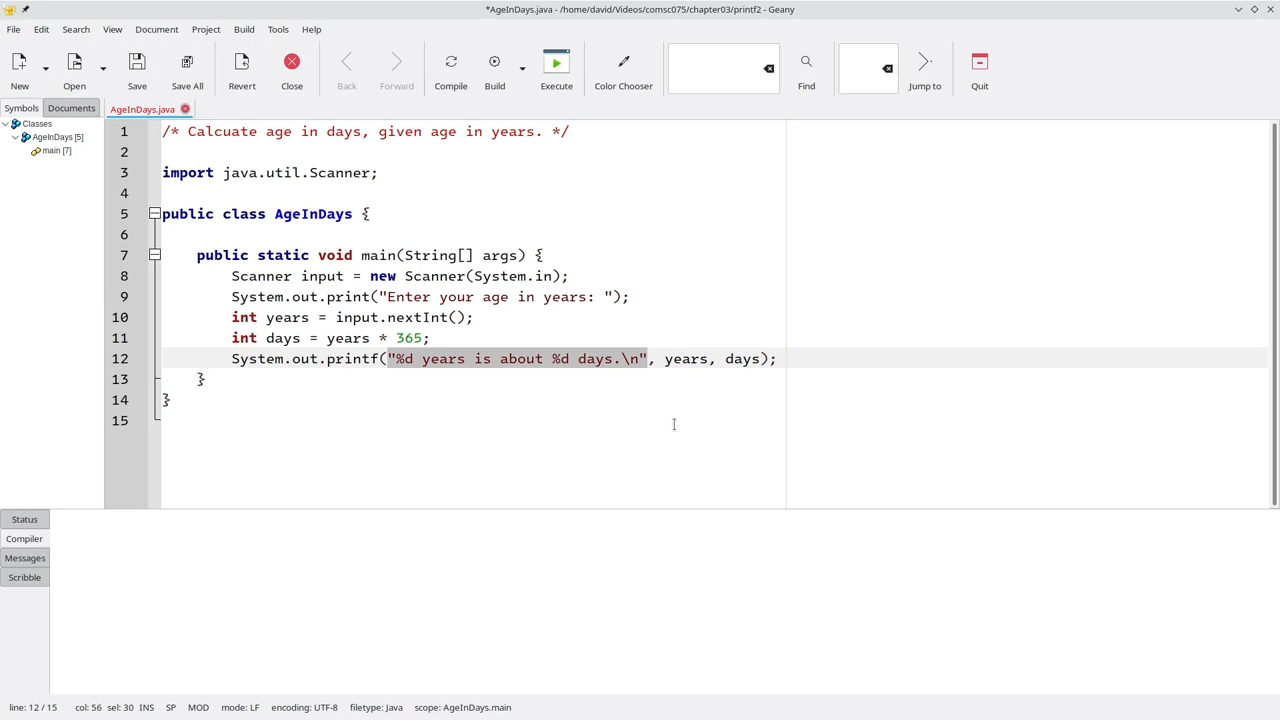 *AgeInDays.java - /home/david/Videos/comsc075/chapter03/printf2 - Geany
File Edit Search View Document Project Build Tools Help
New Open Save Save All Revert Close Back Forward Compile Build Execute Color Chooser Find Jump to Quit
Symbols Documents AgeInDays.java
Classes
AgeInDays [5]
main [7]
1 /* Calcuate age in days, given age in years. */
2
3 import java.util.Scanner;
4
5 public class AgeInDays {
6
7 public static void main(String[] args) {
8 Scanner input = new Scanner(System.in);
9 System.out.print("Enter your age in years: ");
10 int years = input.nextInt();
11 int days = years * 365;
12 System.out.printf("%d years is about %d days.\n", years, days);
13 }
14 }
15
Status
Compiler
Messages
Scribble
line: 12 / 15 col: 56 sel: 30 INS SP MOD mode: LF encoding: UTF-8 filetype: Java scope: AgeInDays.main